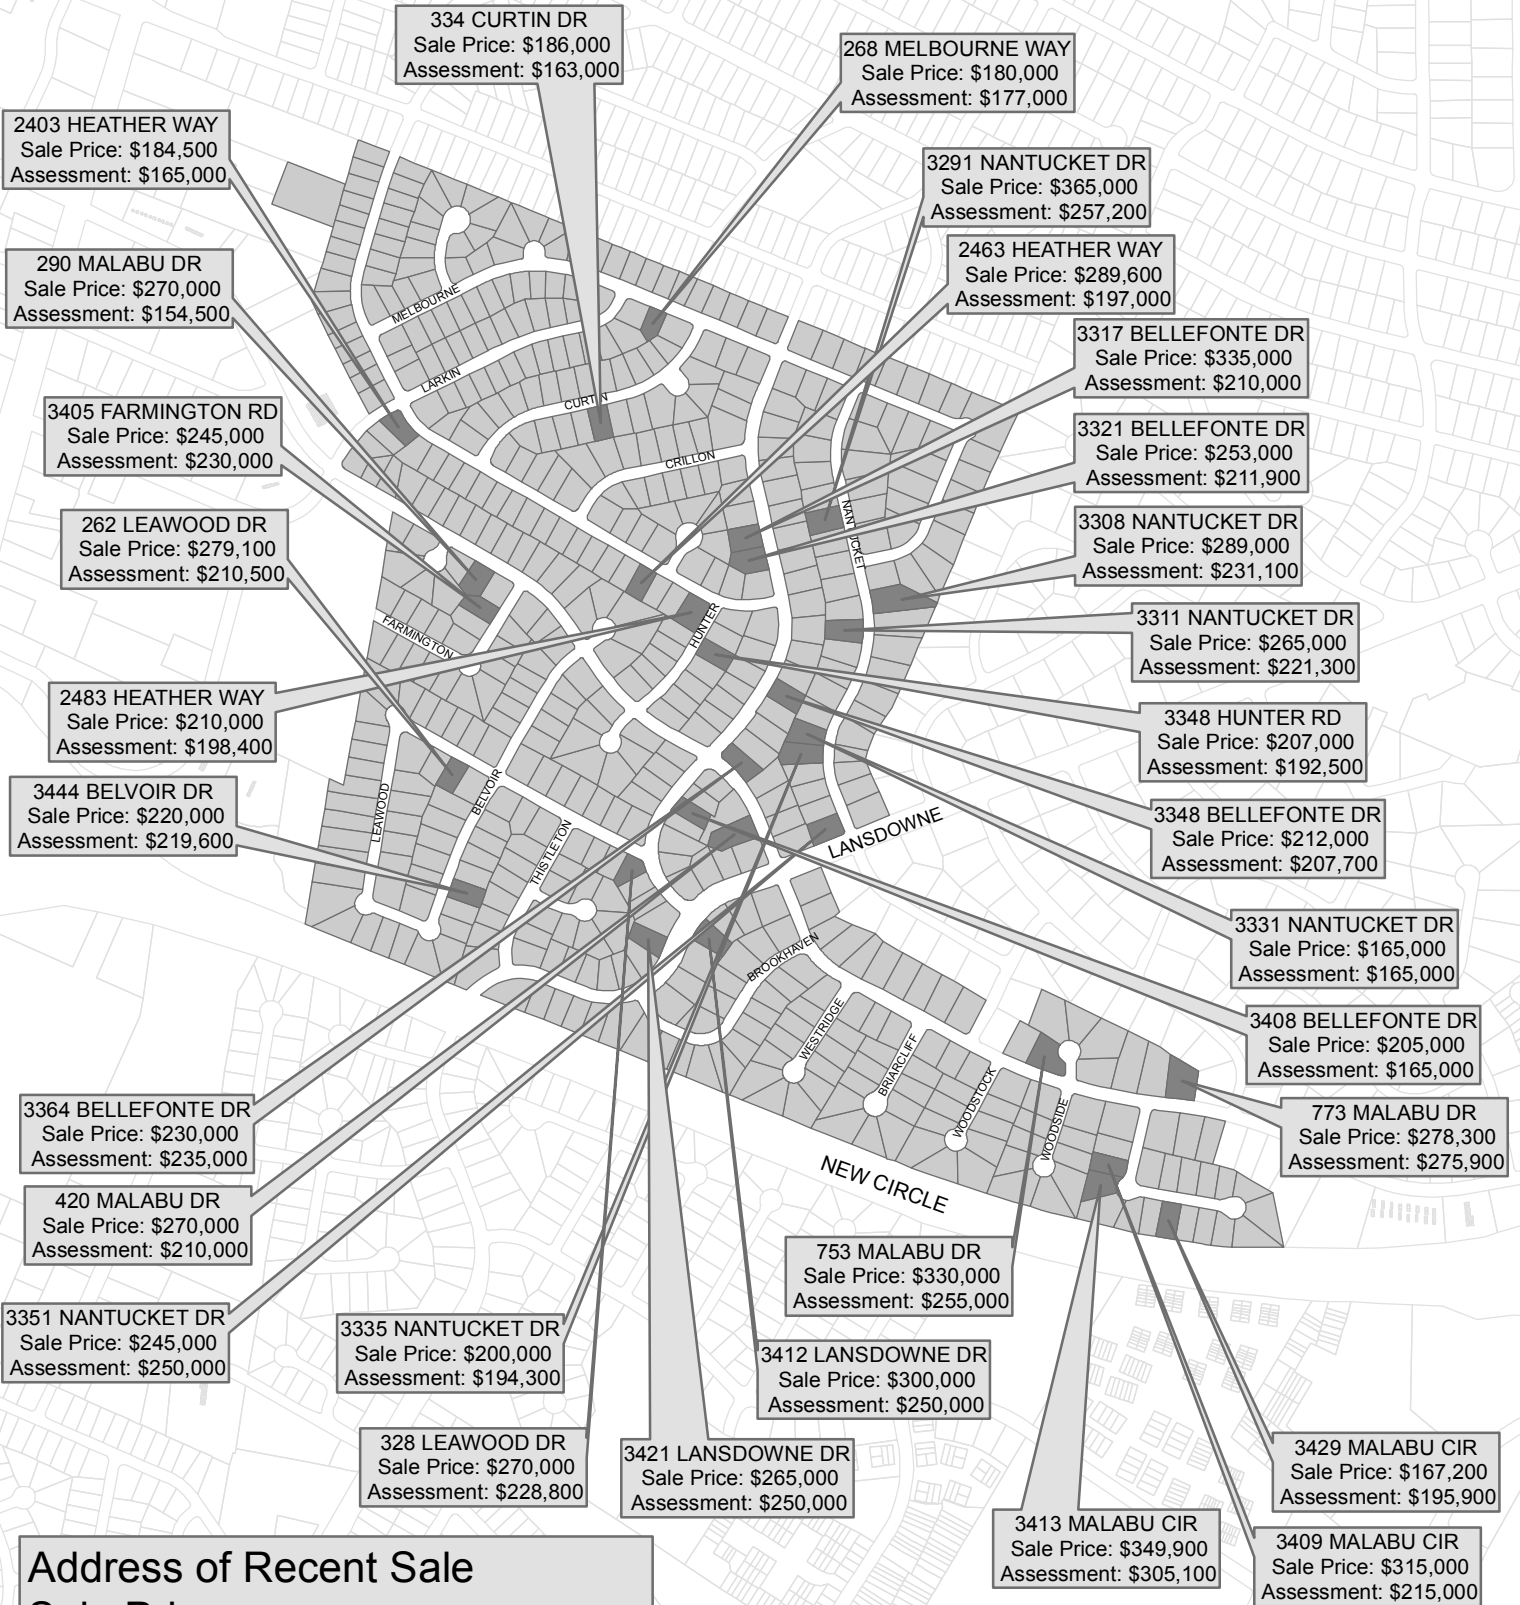 334 CURTIN DR
Sale Price: $186,000
Assessment: $163,000
268 MELBOURNE WAY
Sale Price: $180,000
Assessment: $177,000
2403 HEATHER WAY
Sale Price: $184,500
Assessment: $165,000
3291 NANTUCKET DR
Sale Price: $365,000
Assessment: $257,200
290 MALABU DR
Sale Price: $270,000
Assessment: $154,500
2463 HEATHER WAY
Sale Price: $289,600
Assessment: $197,000
3317 BELLEFONTE DR
Sale Price: $335,000
Assessment: $210,000
3405 FARMINGTON RD
Sale Price: $245,000
Assessment: $230,000
3321 BELLEFONTE DR
Sale Price: $253,000
Assessment: $211,900
262 LEAWOOD DR
Sale Price: $279,100
Assessment: $210,500
3308 NANTUCKET DR
Sale Price: $289,000
Assessment: $231,100
3311 NANTUCKET DR
Sale Price: $265,000
Assessment: $221,300
2483 HEATHER WAY
Sale Price: $210,000
Assessment: $198,400
3348 HUNTER RD
Sale Price: $207,000
Assessment: $192,500
3444 BELVOIR DR
Sale Price: $220,000
Assessment: $219,600
3348 BELLEFONTE DR
Sale Price: $212,000
Assessment: $207,700
3331 NANTUCKET DR
Sale Price: $165,000
Assessment: $165,000
3408 BELLEFONTE DR
Sale Price: $205,000
Assessment: $165,000
3364 BELLEFONTE DR
Sale Price: $230,000
Assessment: $235,000
773 MALABU DR
Sale Price: $278,300
Assessment: $275,900
420 MALABU DR
Sale Price: $270,000
Assessment: $210,000
753 MALABU DR
Sale Price: $330,000
Assessment: $255,000
3351 NANTUCKET DR
Sale Price: $245,000
Assessment: $250,000
3335 NANTUCKET DR
Sale Price: $200,000
Assessment: $194,300
3412 LANSDOWNE DR
Sale Price: $300,000
Assessment: $250,000
328 LEAWOOD DR
Sale Price: $270,000
Assessment: $228,800
3421 LANSDOWNE DR
Sale Price: $265,000
Assessment: $250,000
3429 MALABU CIR
Sale Price: $167,200
Assessment: $195,900
3413 MALABU CIR
Sale Price: $349,900
Assessment: $305,100
3409 MALABU CIR
Sale Price: $315,000
Assessment: $215,000
MELBOURNE
LARKIN
CURTIN
CRILLON
NANTUCKET
HUNTER
FARMINGTON
LEAWOOD
BELVOIR
THISTLETON
LANSDOWNE
BROOKHAVEN
WESTRIDGE
BRIARCLIFF
WOODSTOCK
WOODSIDE
NEW CIRCLE
Address of Recent Sale